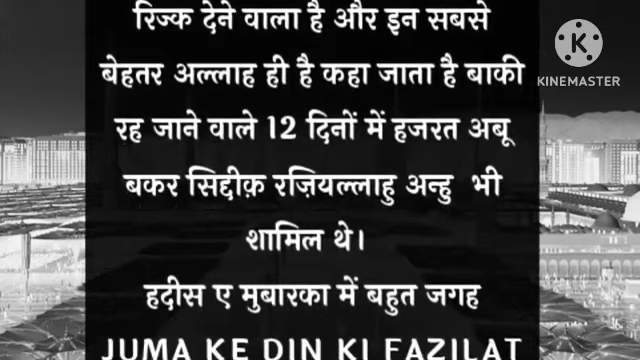 रिज्क देने वाला है और इन सबसे
बेहतर अल्लाह ही है कहा जाता है बाकी
रह जाने वाले 12 दिनों में हजरत अबू
बकर सिद्दीक़ रज़ियल्लाहु अन्हु भी
शामिल थे।
हदीस ए मुबारका में बहुत जगह
JUMA KE DIN KI FAZILAT
K
KINEMASTER